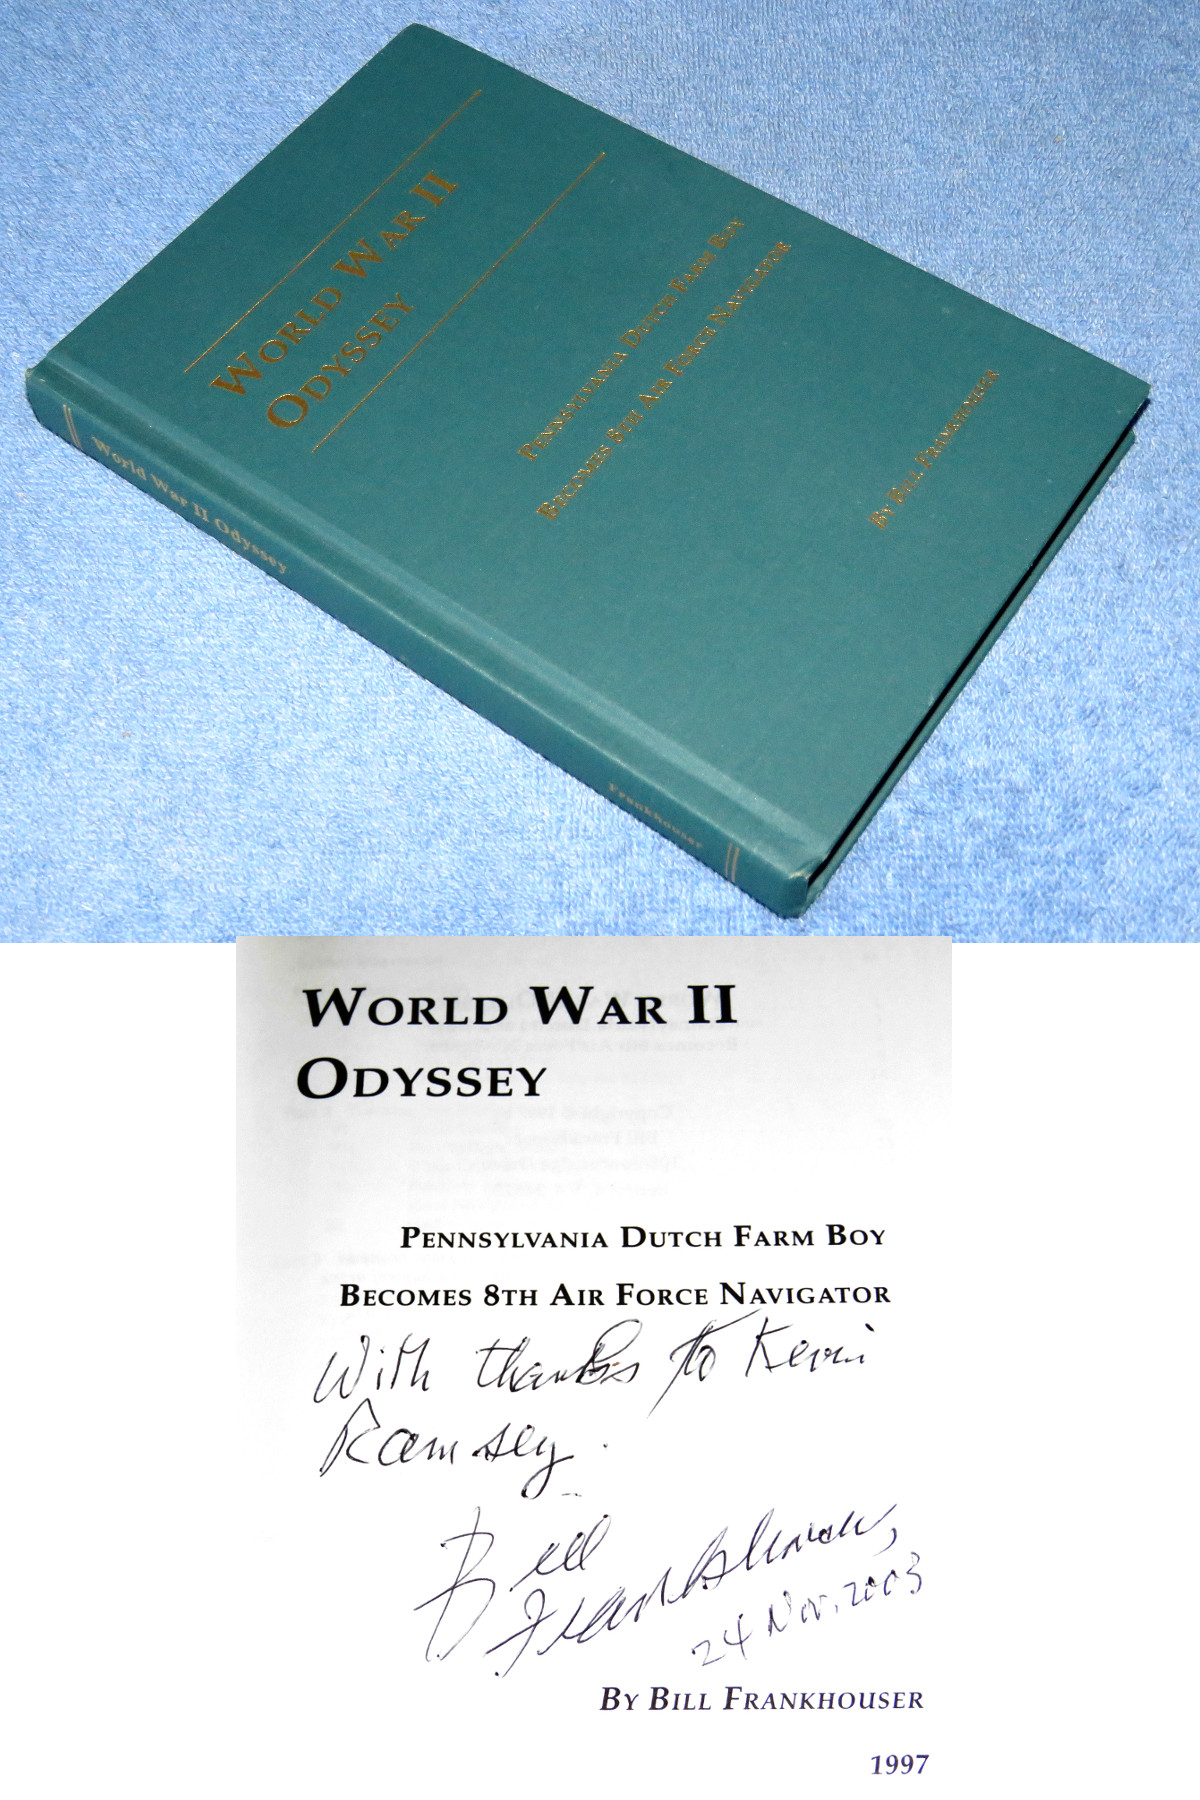 World War II
Odyssey
Pennsylvania Dutch Farm Boy
Becomes 8th Air Force Navigator
By Bill Frankhouser
World War II Odyssey
Frankhouser
World War II
Odyssey
Pennsylvania Dutch Farm Boy
Becomes 8th Air Force Navigator
With thanks to Kevin
Ramsey.
Bill
Frankhouser,
24 Nov. 2003
By Bill Frankhouser
1997